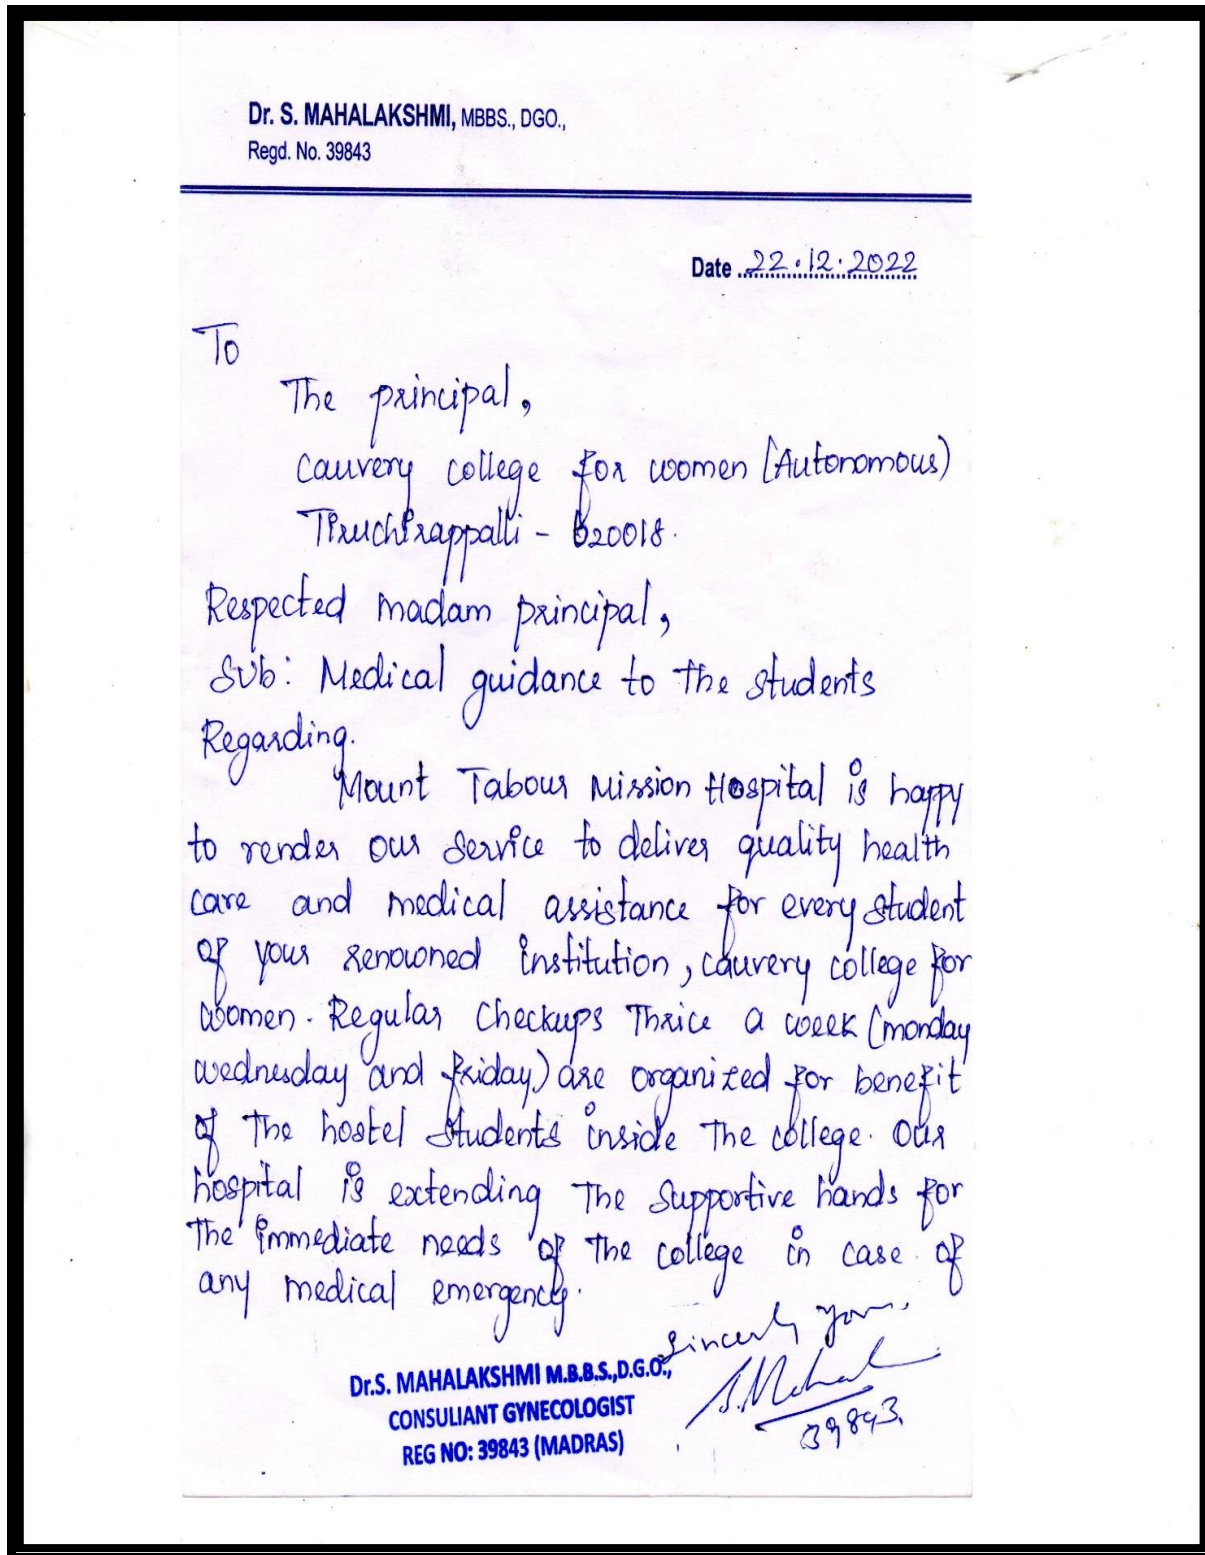 Dr. S. MAHALAKSHMI, MBBS., DGO.,
Regd. No. 39843
Date 22.12.2022
To
The principal,
Cauvery college for women (Autonomous)
Tiruchirappalli - 620018.
Respected madam principal,
Sub: Medical guidance to the students
Regarding.
Mount Tabour Mission Hospital is happy
to render our service to deliver quality health
care and medical assistance for every student
of your renowned institution, cauvery college for
women. Regular checkups Thrice a week (monday
wednesday and friday) are organized for benefit
of the hostel students inside the college. Our
hospital is extending the supportive hands for
the immediate needs of the college in case of
any medical emergency.
Sincerely yours
Dr.S. MAHALAKSHMI M.B.B.S.,D.G.O.,
CONSULIANT GYNECOLOGIST
REG NO: 39843 (MADRAS)
S. Mahal
39843.